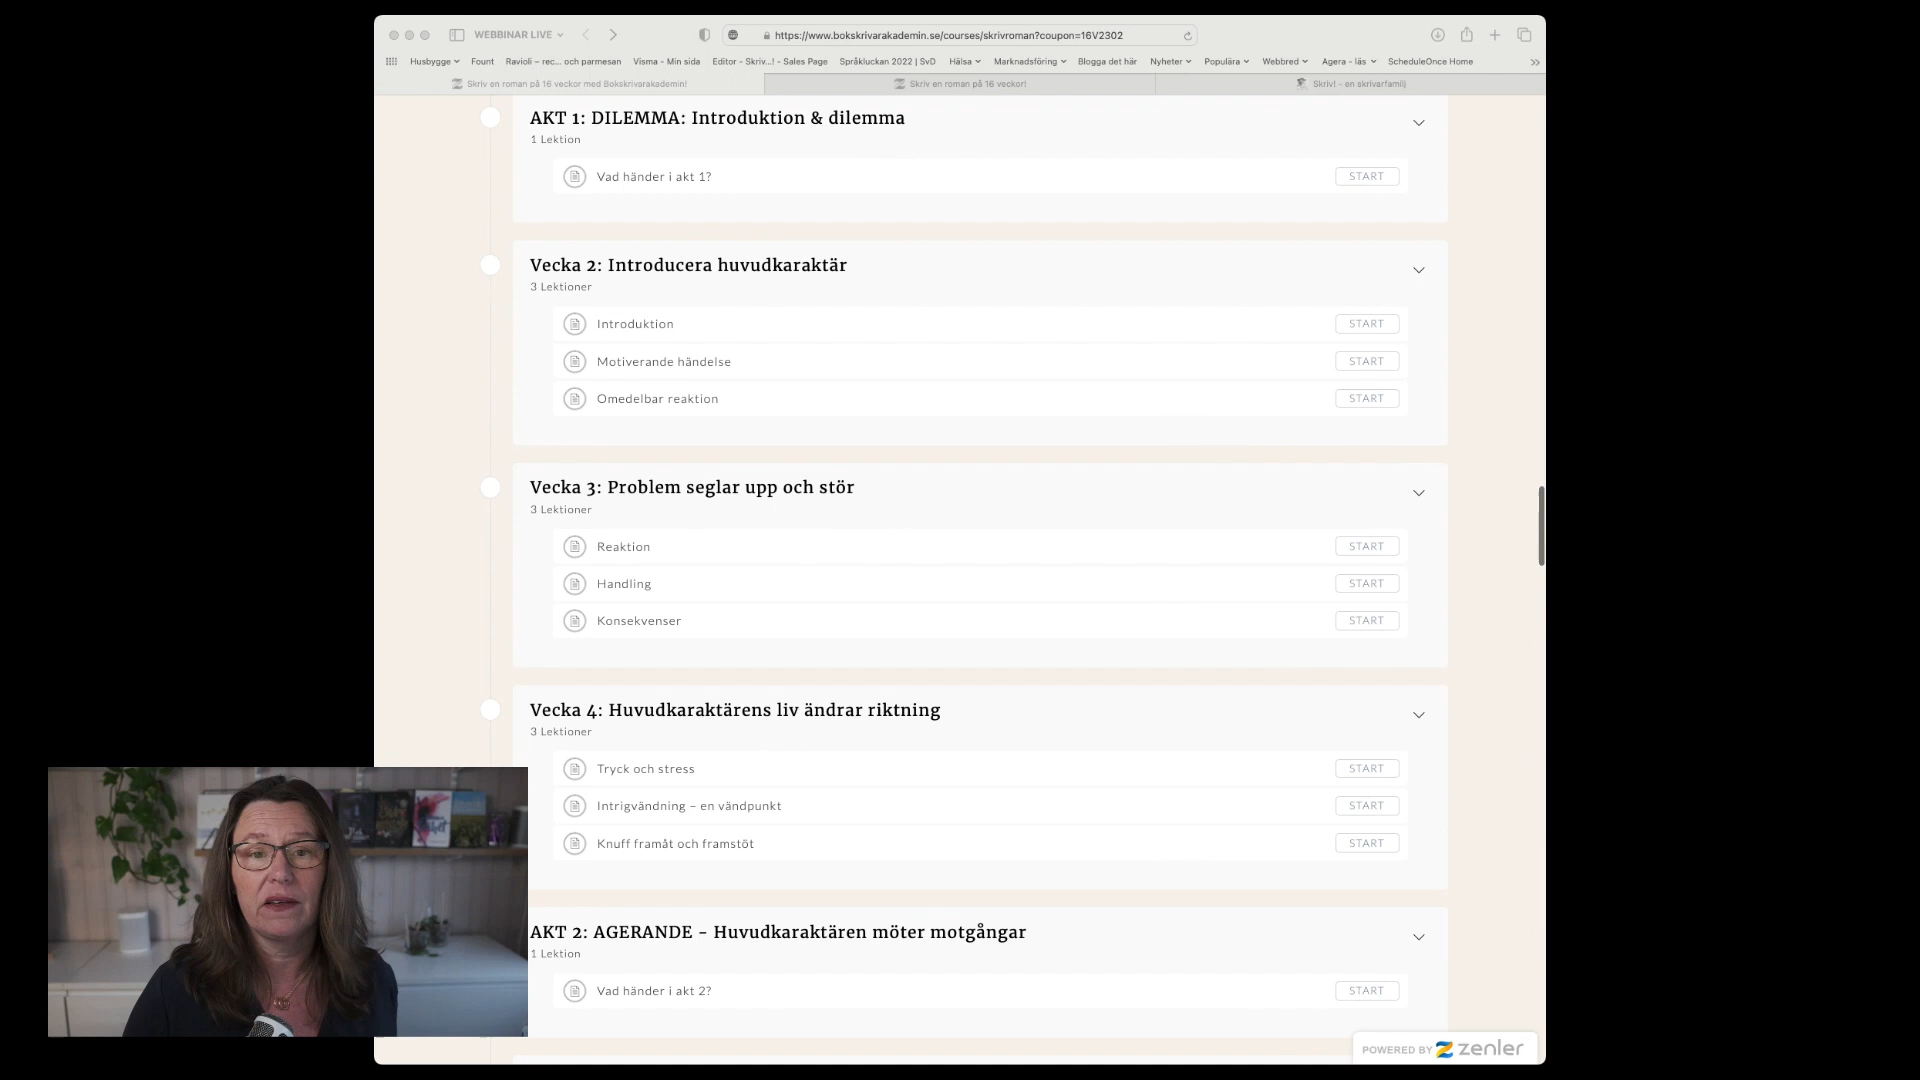 WEBBINAR LIVE
https://www.bokskrivarakademin.se/courses/skrivroman?coupon=16V2302
Husbygge Fount Ravioli – rec... och parmesan Visma - Min sida Editor - Skriv...! - Sales Page Språkluckan 2022 | SvD Hälsa Marknadsföring Blogga det här Nyheter Populära Webbred Agera - läs ScheduleOnce Home
Skriv en roman på 16 veckor med Bokskrivarakademin! Skriv en roman på 16 veckor! Skriv! - en skrivarfamilj
AKT 1: DILEMMA: Introduktion & dilemma
1 Lektion
Vad händer i akt 1? START
Vecka 2: Introducera huvudkaraktär
3 Lektioner
Introduktion START
Motiverande händelse START
Omedelbar reaktion START
Vecka 3: Problem seglar upp och stör
3 Lektioner
Reaktion START
Handling START
Konsekvenser START
Vecka 4: Huvudkaraktärens liv ändrar riktning
3 Lektioner
Tryck och stress START
Intrigvändning – en vändpunkt START
Knuff framåt och framstöt START
AKT 2: AGERANDE - Huvudkaraktären möter motgångar
1 Lektion
Vad händer i akt 2? START
POWERED BY zenler